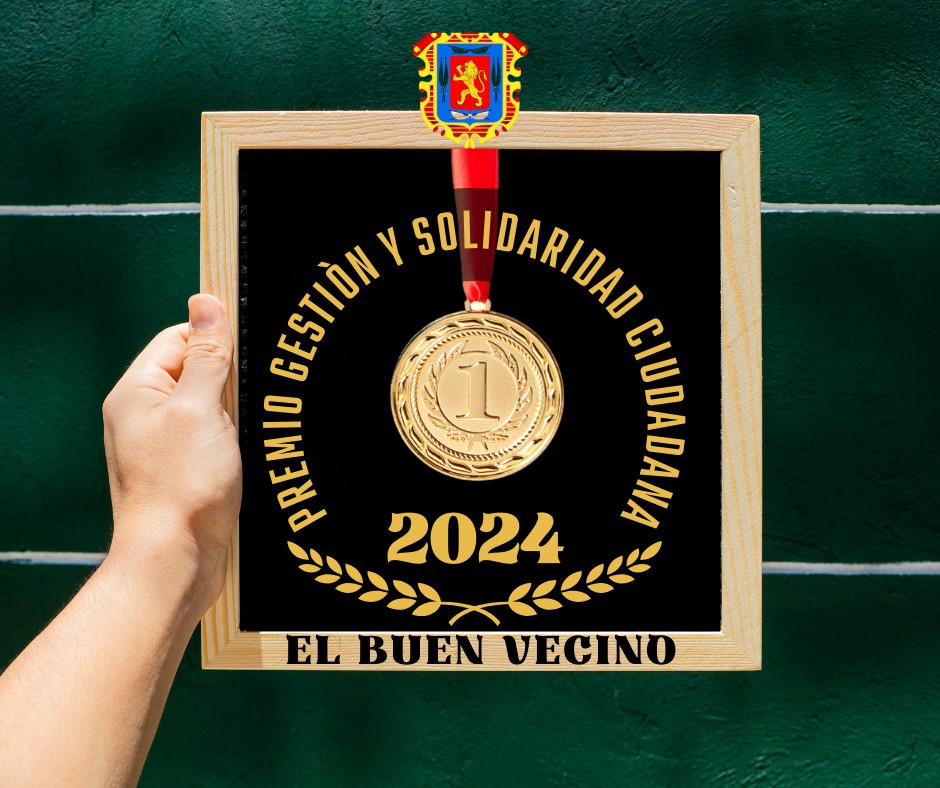 PREMIO GESTIÒN Y SOLIDARIDAD CIUDADANA
1
2024
EL BUEN VECINO